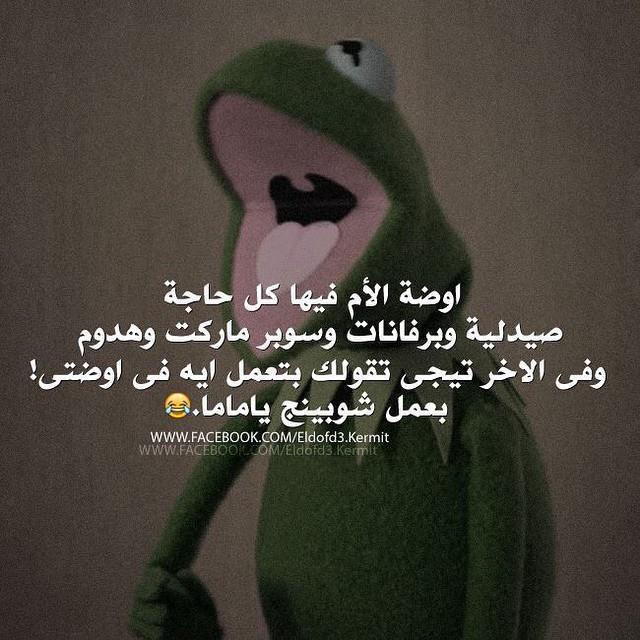 اوضة الأم فيها كل حاجة
صيدلية وبرفانات وسوبر ماركت وهدوم
وفى الاخر تيجى تقولك بتعمل ايه فى اوضتى!
بعمل شوبينج ياماما.😂
WWW.FACEBOOK.COM/Eldofd3.Kermit
WWW.FACEBOOK.COM/Eldofd3.Kermit